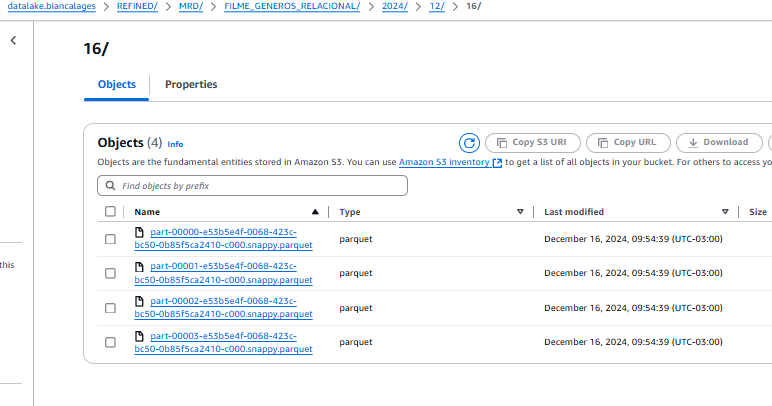 datalake.biancalages > REFINED/ > MRD/ > FILME_GENEROS_RELACIONAL/ > 2024/ > 12/ > 16/
16/
Objects Properties
Objects (4) Info
Copy S3 URI Copy URL Download
Objects are the fundamental entities stored in Amazon S3. You can use Amazon S3 inventory to get a list of all objects in your bucket. For others to access yo
Find objects by prefix
Name Type Last modified Size
part-00000-e53b5e4f-0068-423c-
bc50-0b85f5ca2410-c000.snappy.parquet parquet December 16, 2024, 09:54:39 (UTC-03:00)
this
part-00001-e53b5e4f-0068-423c-
bc50-0b85f5ca2410-c000.snappy.parquet parquet December 16, 2024, 09:54:39 (UTC-03:00)
part-00002-e53b5e4f-0068-423c-
bc50-0b85f5ca2410-c000.snappy.parquet parquet December 16, 2024, 09:54:39 (UTC-03:00)
part-00003-e53b5e4f-0068-423c-
bc50-0b85f5ca2410-c000.snappy.parquet parquet December 16, 2024, 09:54:39 (UTC-03:00)